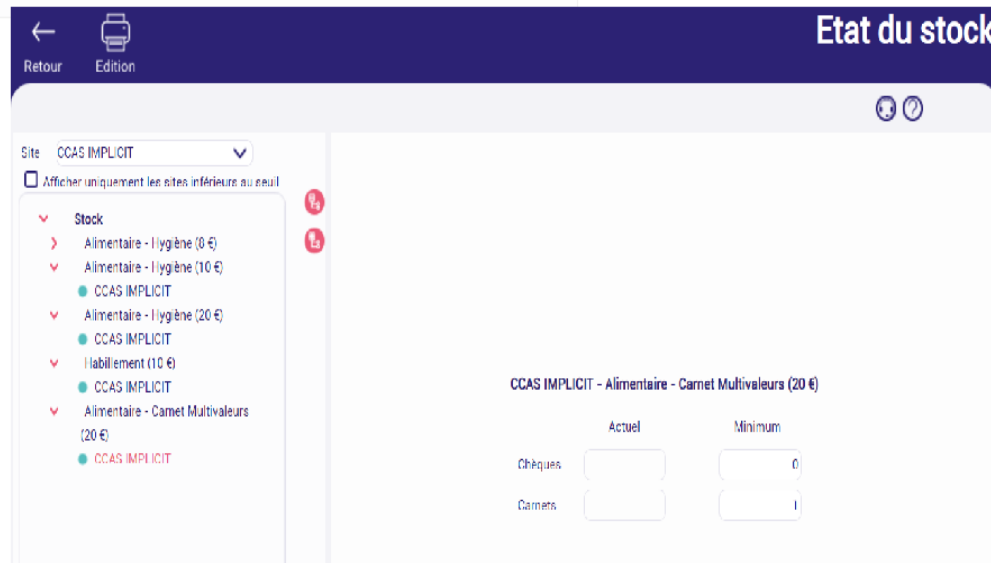 Etat du stock
Retour
Edition
Site CCAS IMPLICIT
Afficher uniquement les sites inférieurs au seuil
Stock
Alimentaire - Hygiène (8 €)
Alimentaire - Hygiène (10 €)
CCAS IMPLICIT
Alimentaire - Hygiène (20 €)
CCAS IMPLICIT
Habillement (10 €)
CCAS IMPLICIT
Alimentaire - Carnet Multivaleurs
(20 €)
CCAS IMPLICIT
CCAS IMPLICIT - Alimentaire - Carnet Multivaleurs (20 €)
Actuel Minimum
Chèques 0
Carnets 1